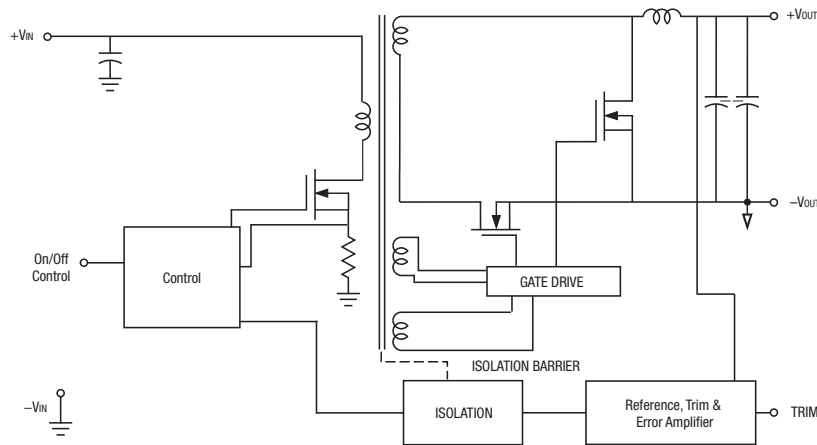 +VOUT
+VIN
−VOUT
On/Off
Control
Control
GATE DRIVE
ISOLATION BARRIER
−VIN
ISOLATION
Reference, Trim &
Error Amplifier
TRIM